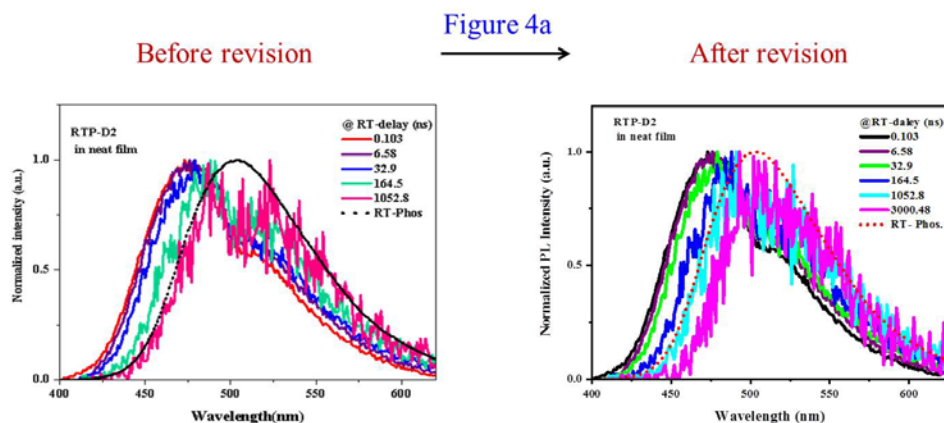 Figure 4a
Before revision
After revision
RTP-D2
in neat film
@ RT-delay (ns)
0.103
6.58
32.9
164.5
1052.8
RT-Phos
Normalized intensity (a.u.)
1.0
0.5
0.0
400
450
500
550
600
Wavelength(nm)
RTP-D2
in neat film
@RT-daley (ns)
0.103
6.58
32.9
164.5
1052.8
3000.48
RT- Phos.
Normalized PL Intensity (a.u.)
1.0
0.5
0.0
400
450
500
550
600
Wavelength (nm)